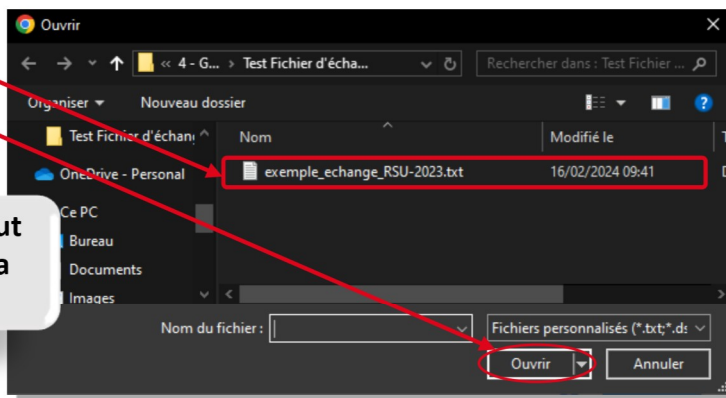 Ouvrir
« 4 - G... › Test Fichier d'écha...
Rechercher dans : Test Fichier ...
Organiser
Nouveau dossier
Test Fichier d'échan
Nom
Modifié le
OneDrive - Personal
exemple_echange_RSU-2023.txt
16/02/2024 09:41
Ce PC
Bureau
Documents
Images
ut
a
Nom du fichier :
Fichiers personnalisés (*.txt;*.ds
Ouvrir
Annuler